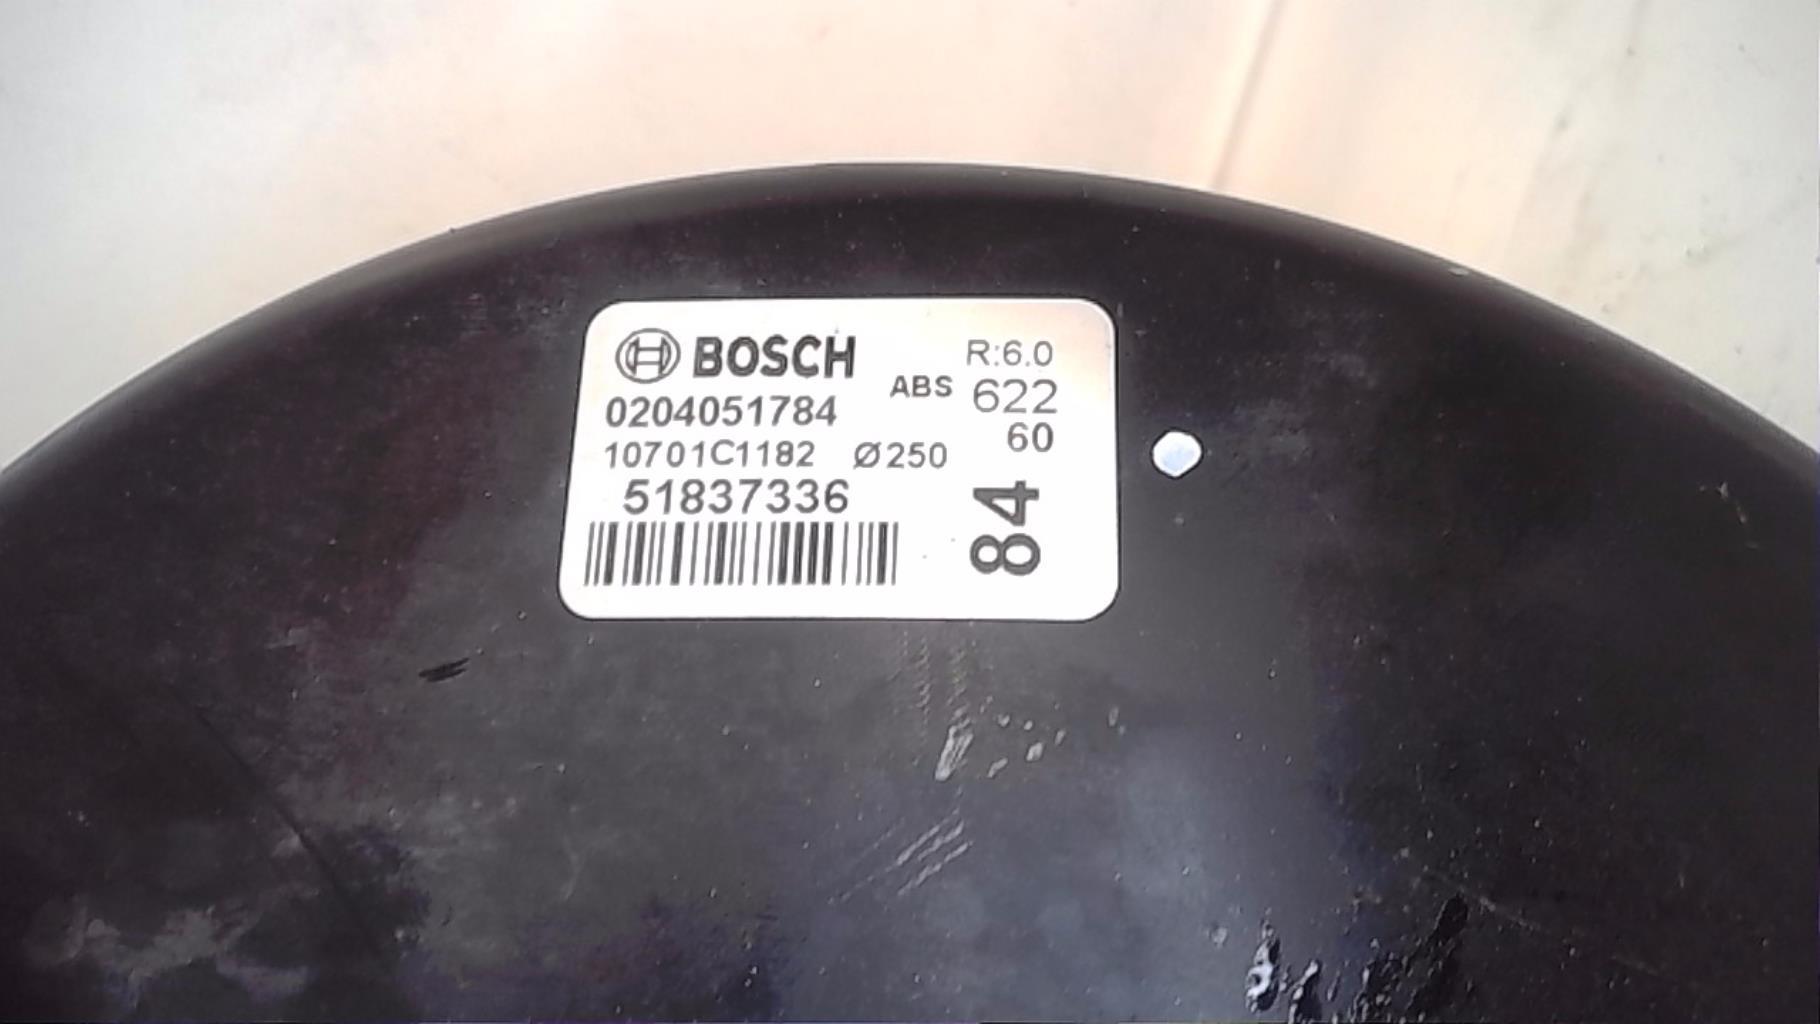 BOSCH
R:6.0
ABS 622
0204051784
60
10701C1182 Ø250
51837336
84